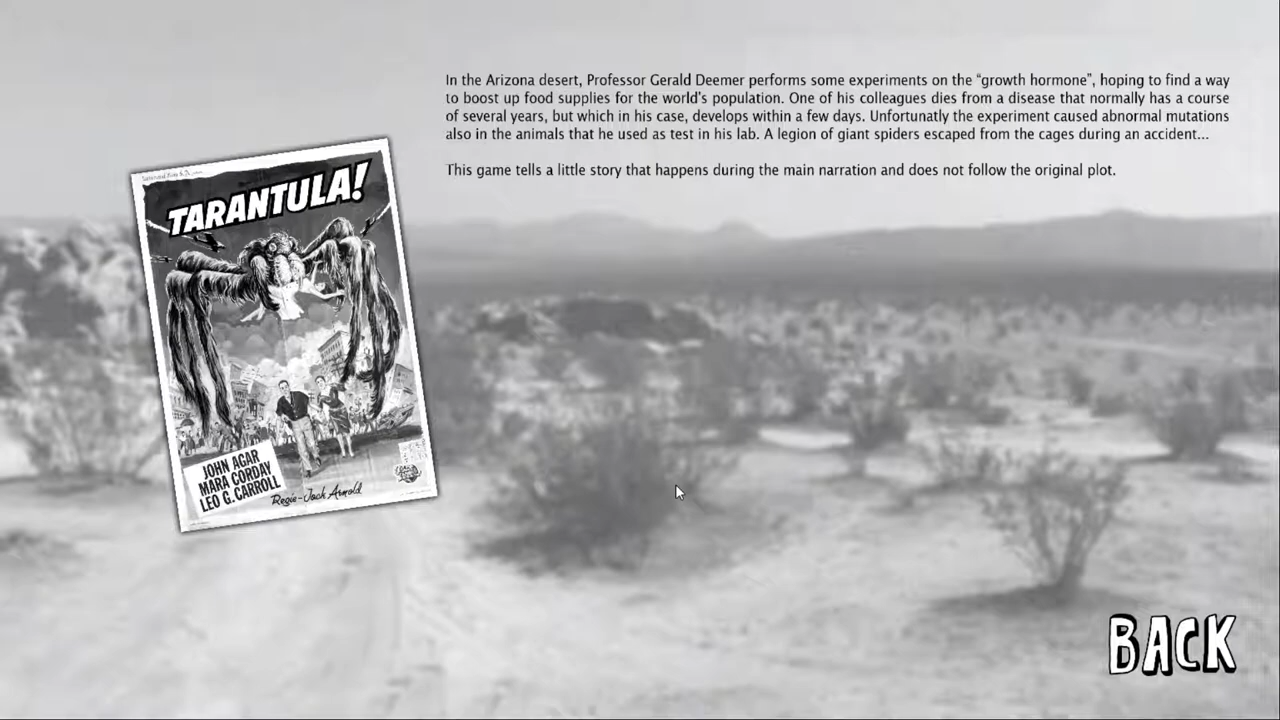 In the Arizona desert, Professor Gerald Deemer performs some experiments on the “growth hormone”, hoping to find a way
to boost up food supplies for the world's population. One of his colleagues dies from a disease that normally has a course
of several years, but which in his case, develops within a few days. Unfortunatly the experiment caused abnormal mutations
also in the animals that he used as test in his lab. A legion of giant spiders escaped from the cages during an accident...
This game tells a little story that happens during the main narration and does not follow the original plot.
TARANTULA!
JOHN AGAR
MARA CORDAY
LEO G. CARROLL
Regie-Jack Arnold
BACK